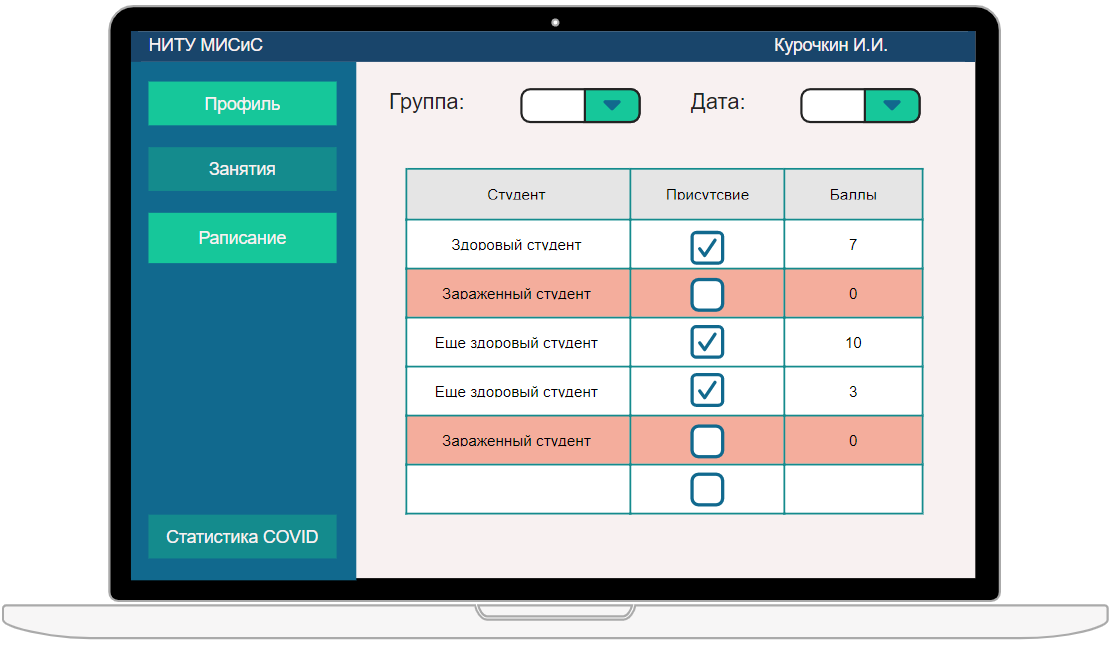 НИТУ МИСиС
Курочкин И.И.
Профиль
Занятия
Раписание
Статистика COVID
Группа:
Дата:
Студент Присутсвие Баллы
Здоровый студент 7
Зараженный студент 0
Еще здоровый студент 10
Еще здоровый студент 3
Зараженный студент 0